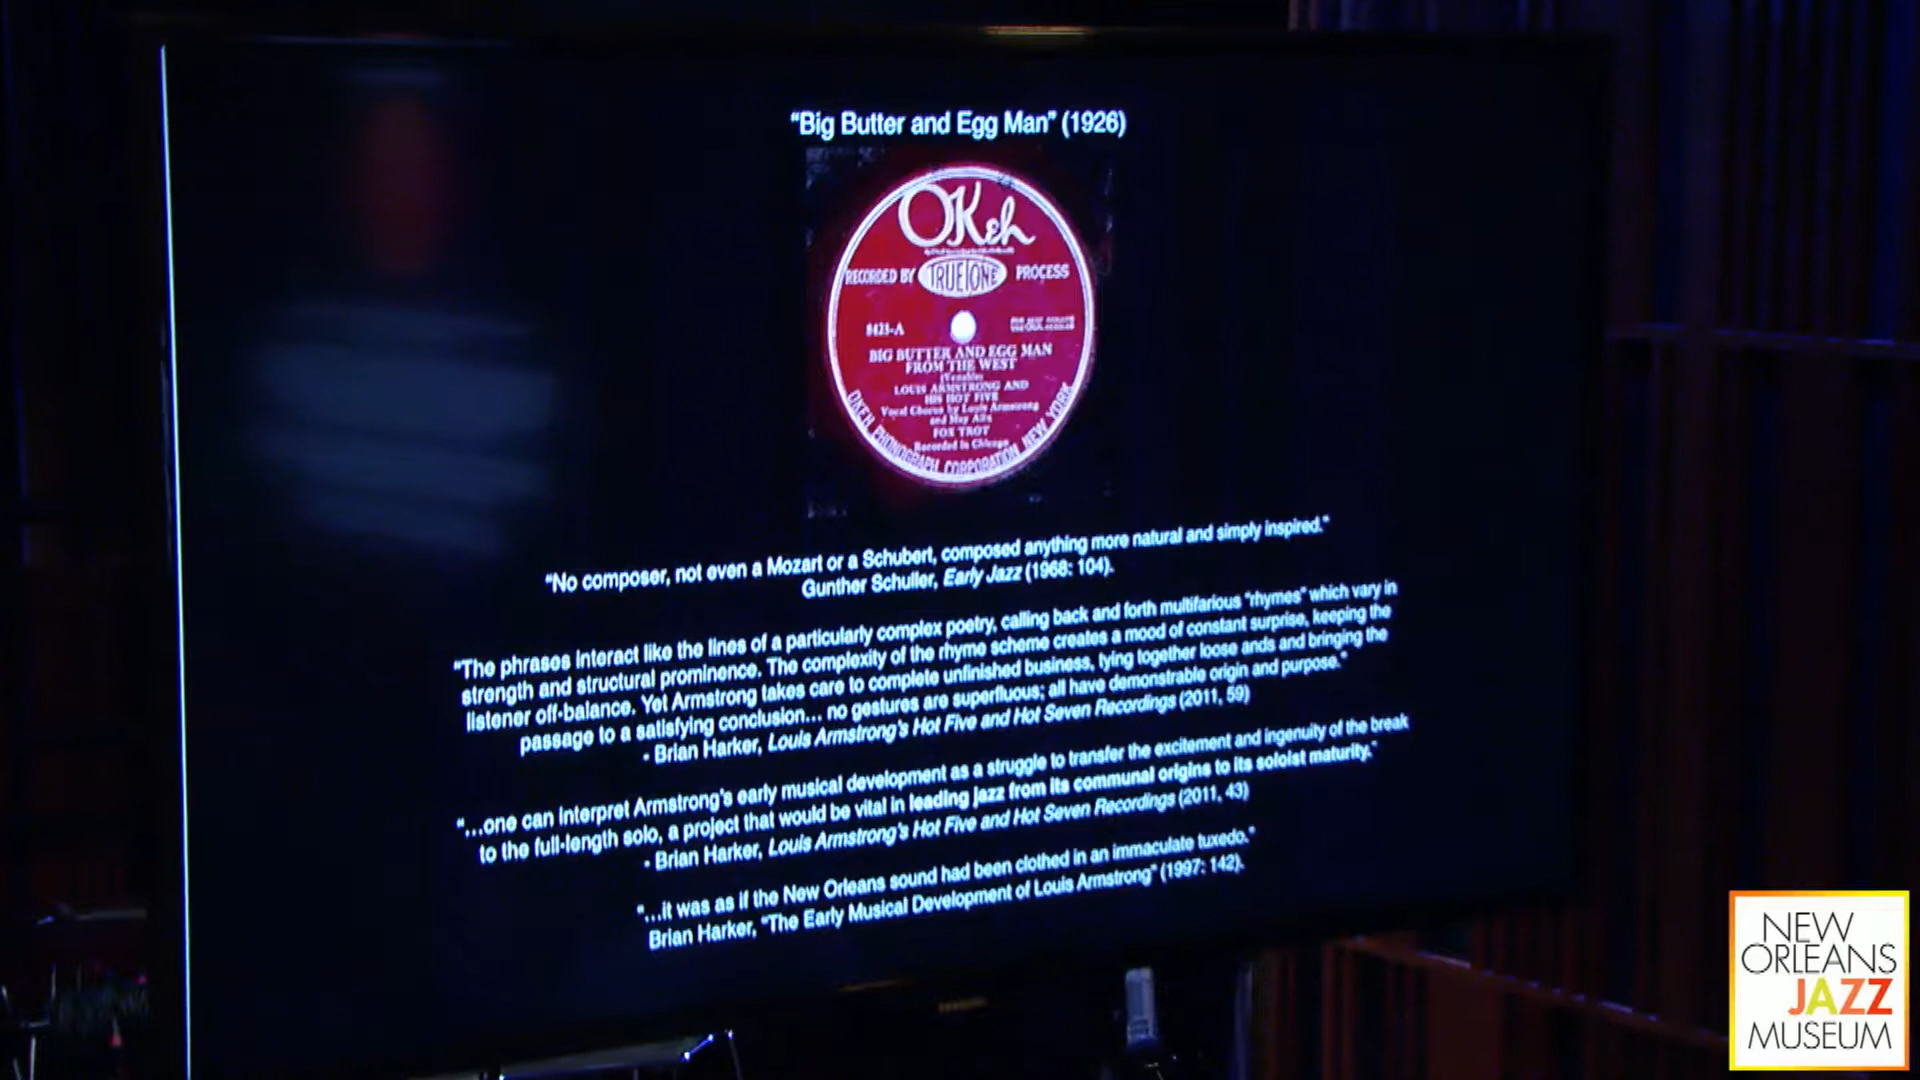 “Big Butter and Egg Man” (1926)
OKeh
RECORDED BY TRUETONE PROCESS
8423-A
BIG BUTTER AND EGG MAN
FROM THE WEST
(Venable)
LOUIS ARMSTRONG AND
HIS HOT FIVE
Vocal Chorus by Louis Armstrong
and May Alix
FOX TROT
Recorded in Chicago
OKEH PHONOGRAPH CORPORATION NEW YORK
“No composer, not even a Mozart or a Schubert, composed anything more natural and simply inspired.”
Gunther Schuller, Early Jazz (1968: 104).
“The phrases interact like the lines of a particularly complex poetry, calling back and forth multifarious “rhymes” which vary in
strength and structural prominence. The complexity of the rhyme scheme creates a mood of constant surprise, keeping the
listener off-balance. Yet Armstrong takes care to complete unfinished business, tying together loose ands and bringing the
passage to a satisfying conclusion... no gestures are superfluous; all have demonstrable origin and purpose.”
- Brian Harker, Louis Armstrong’s Hot Five and Hot Seven Recordings (2011, 59)
“...one can interpret Armstrong’s early musical development as a struggle to transfer the excitement and ingenuity of the break
to the full-length solo, a project that would be vital in leading jazz from its communal origins to its soloist maturity.”
- Brian Harker, Louis Armstrong’s Hot Five and Hot Seven Recordings (2011, 43)
“...it was as if the New Orleans sound had been clothed in an immaculate tuxedo.”
Brian Harker, “The Early Musical Development of Louis Armstrong” (1997: 142).
NEW
ORLEANS
JAZZ
MUSEUM